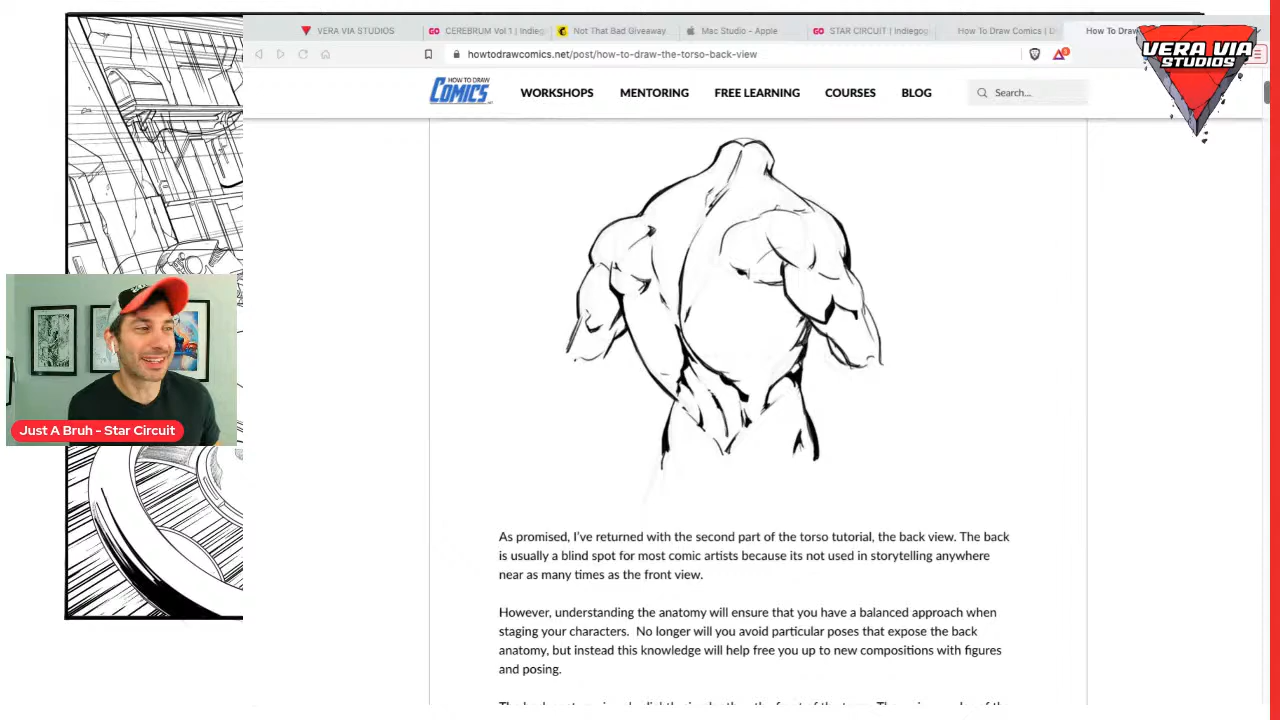 VERA VIA STUDIOS
GO CEREBRUM Vol 1 | Indieg
Not That Bad Giveaway
Mac Studio - Apple
GO STAR CIRCUIT | Indiegog
How To Draw Comics | D
How To Draw
howtodrawcomics.net/post/how-to-draw-the-torso-back-view
VERA VIA
STUDIOS
HOW TO DRAW
COMICS
WORKSHOPS
MENTORING
FREE LEARNING
COURSES
BLOG
Search...
Just A Bruh - Star Circuit
As promised, I've returned with the second part of the torso tutorial, the back view. The back
is usually a blind spot for most comic artists because its not used in storytelling anywhere
near as many times as the front view.
However, understanding the anatomy will ensure that you have a balanced approach when
staging your characters. No longer will you avoid particular poses that expose the back
anatomy, but instead this knowledge will help free you up to new compositions with figures
and posing.